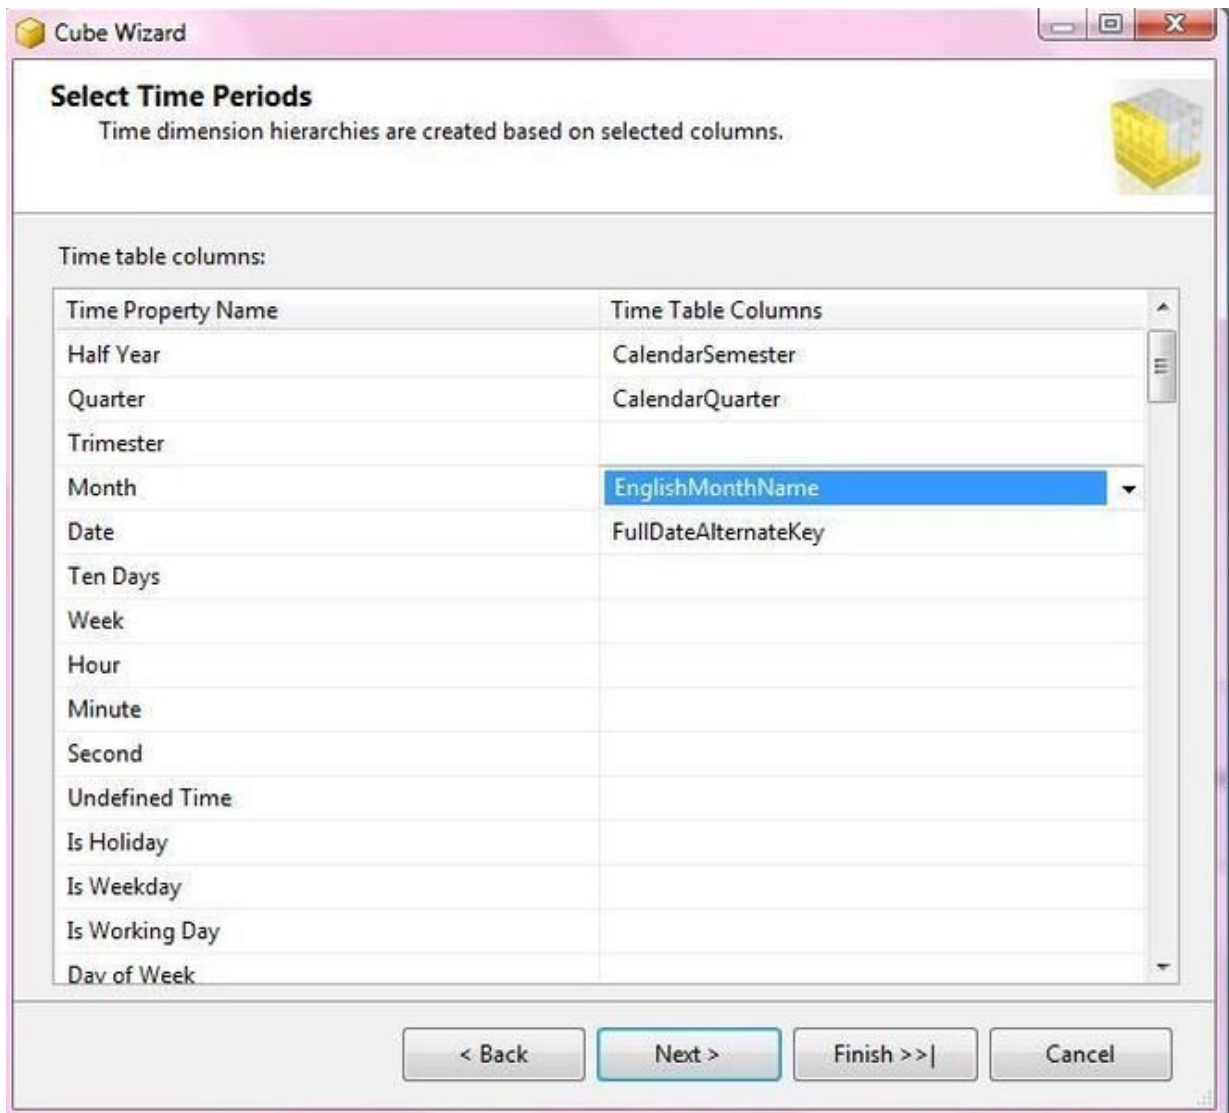 Cube Wizard
Select Time Periods
Time dimension hierarchies are created based on selected columns.
Time table columns:
Time Property Name Time Table Columns
Half Year CalendarSemester
Quarter CalendarQuarter
Trimester
Month EnglishMonthName
Date FullDateAlternateKey
Ten Days
Week
Hour
Minute
Second
Undefined Time
Is Holiday
Is Weekday
Is Working Day
Day of Week
< Back Next > Finish >>| Cancel